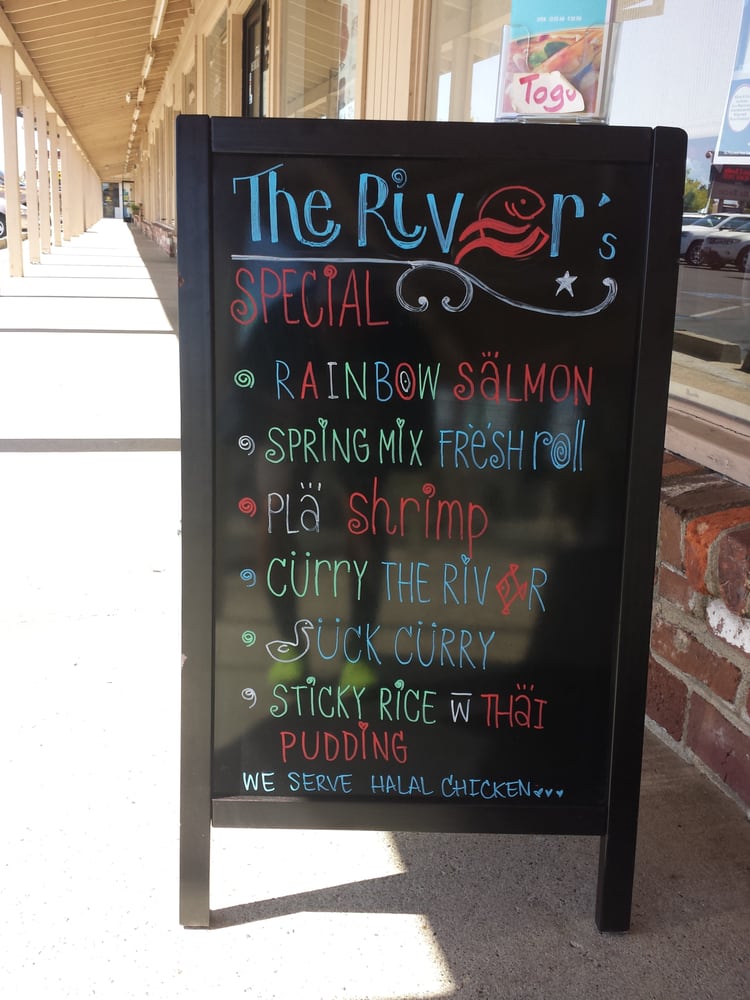 Togo
The River's
SPECIAL
RAINBOW SÄLMON
SPRING MIX FRèSH roll
PLä shrimp
CÜrrY THE RIVER
DÜCK CÜRRY
STICKY RICE w̅ THäI
PUDDING
WE SERVE HALAL CHICKEN...